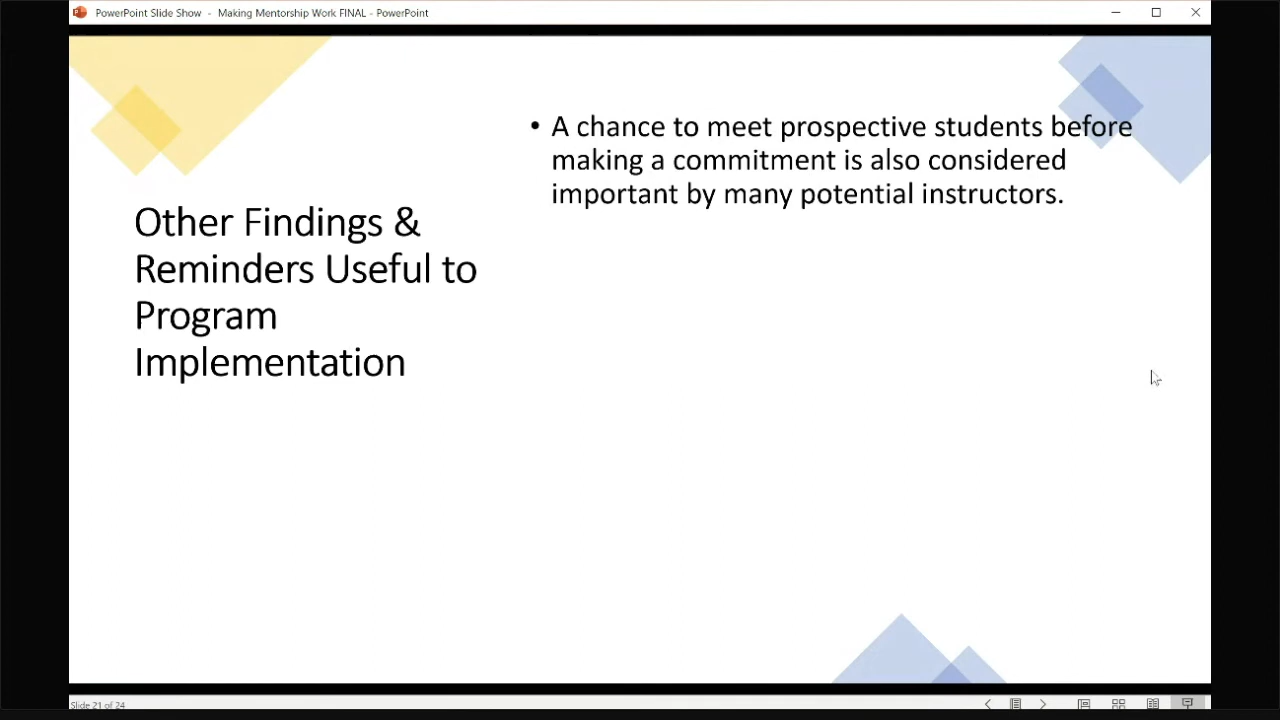 PowerPoint Slide Show - Making Mentorship Work FINAL - PowerPoint
Other Findings &
Reminders Useful to
Program
Implementation
• A chance to meet prospective students before
making a commitment is also considered
important by many potential instructors.
Slide 21 of 24